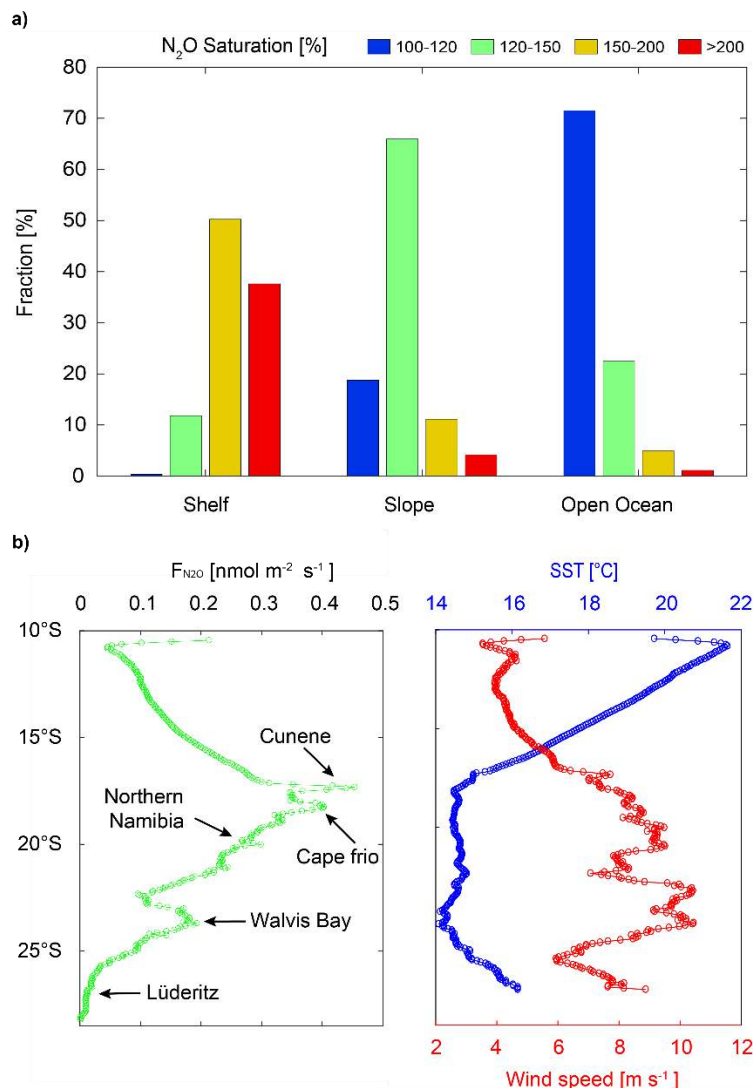 a)
N₂O Saturation [%] 100-120 120-150 150-200 >200
80
70
60
50
40
30
20
10
0
Fraction [%]
Shelf Slope Open Ocean
b)
F_N2O [nmol m⁻² s⁻¹]
0 0.1 0.2 0.3 0.4 0.5
10°S
15°S
20°S
25°S
Cunene
Northern
Namibia
Cape frio
Walvis Bay
Lüderitz
SST [°C]
14 16 18 20 22
2 4 6 8 10 12
Wind speed [m s⁻¹]